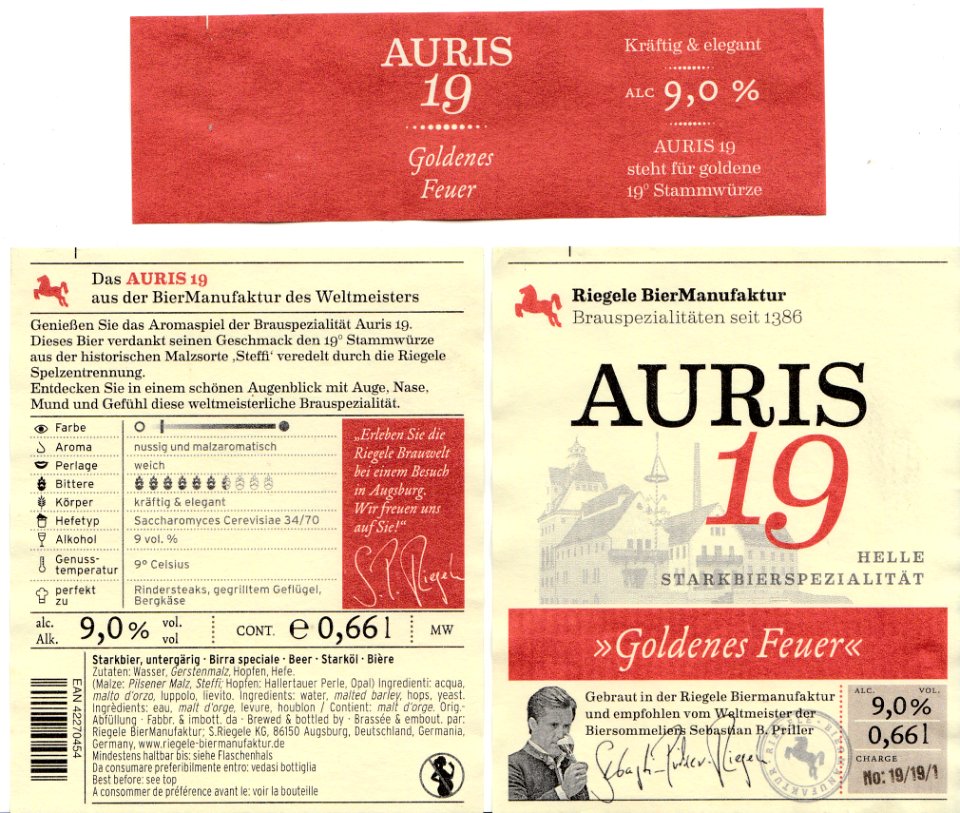 AURIS
19
Goldenes
Feuer
Kräftig & elegant
ALC 9,0 %
AURIS 19
steht für goldene
19° Stammwürze
Das AURIS 19
aus der BierManufaktur des Weltmeisters
Genießen Sie das Aromaspiel der Brauspezialität Auris 19.
Dieses Bier verdankt seinen Geschmack den 19° Stammwürze
aus der historischen Malzsorte ‚Steffi‘ veredelt durch die Riegele
Spelzentrennung.
Entdecken Sie in einem schönen Augenblick mit Auge, Nase,
Mund und Gefühl diese weltmeisterliche Brauspezialität.
Farbe
Aroma nussig und malzaromatisch
Perlage weich
Bittere
Körper kräftig & elegant
Hefetyp Saccharomyces Cerevisiae 34/70
Alkohol 9 vol. %
Genuss-
temperatur 9° Celsius
perfekt
zu Rindersteaks, gegrilltem Geflügel,
Bergkäse
„Erleben Sie die
Riegele Brauwelt
bei einem Besuch
in Augsburg.
Wir freuen uns
auf Sie!“
S.P. Riegele
alc. Alk. 9,0% vol. vol CONT. e 0,66 l MW
Starkbier, untergärig · Birra speciale · Beer · Starköl · Bière
Zutaten: Wasser, Gerstenmalz, Hopfen, Hefe.
(Malze: Pilsener Malz, Steffi; Hopfen: Hallertauer Perle, Opal) Ingredienti: acqua,
malto d'orzo, luppolo, lievito. Ingredients: water, malted barley, hops, yeast.
Ingrèdients: eau, malt d'orge, levure, houblon / Contient: malt d'orge. Orig.-
Abfüllung · Fabbr. & imbott. da · Brewed & bottled by · Brassée & embout. par:
Riegele BierManufaktur; S.Riegele KG, 86150 Augsburg, Deutschland, Germania,
Germany, www.riegele-biermanufaktur.de
Mindestens haltbar bis: siehe Flaschenhals
Da consumare preferibilmente entro: vedasi bottiglia
Best before: see top
A consommer de préférence avant le: voir la bouteille
EAN 42270454
Riegele BierManufaktur
Brauspezialitäten seit 1386
AURIS
19
HELLE
STARKBIERSPEZIALITÄT
»Goldenes Feuer«
Gebraut in der Riegele Biermanufaktur
und empfohlen vom Weltmeister der
Biersommeliers Sebastian B. Priller
Sebastian Priller-Riegele
RIEGELE BIERMANUFAKTUR
ALC. VOL.
9,0%
0,66 l
CHARGE
No: 19/19/1